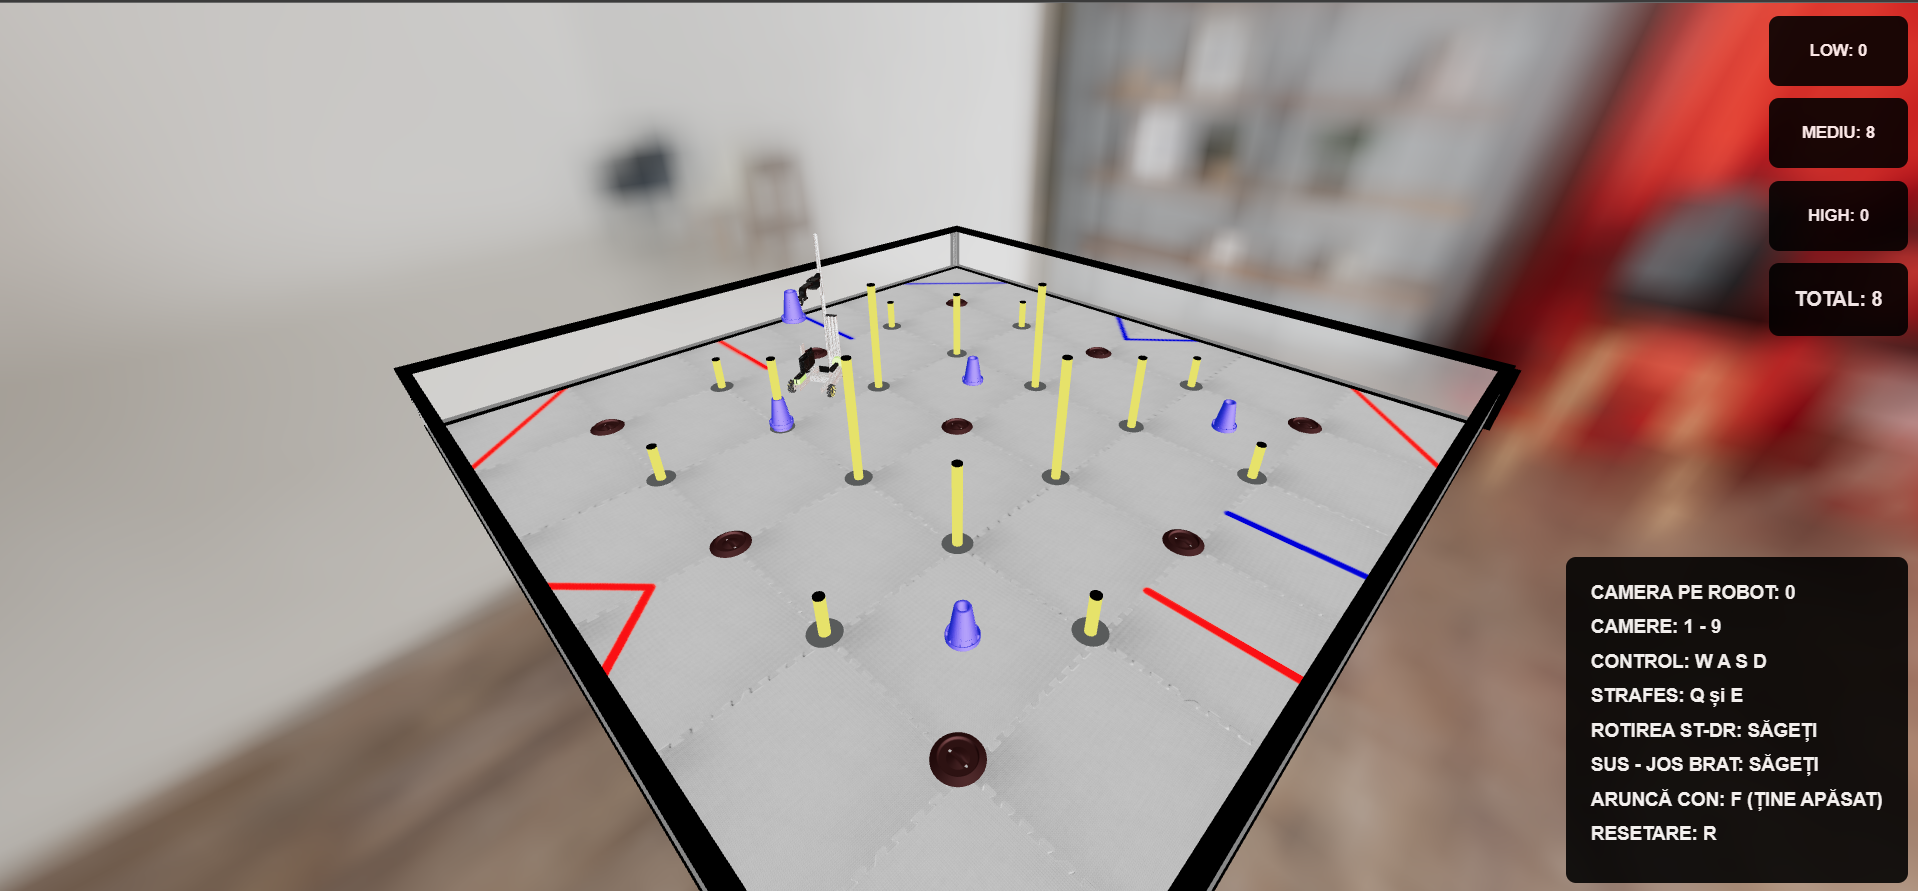 LOW: 0
MEDIU: 8
HIGH: 0
TOTAL: 8
CAMERA PE ROBOT: 0
CAMERE: 1 - 9
CONTROL: W A S D
STRAFES: Q și E
ROTIREA ST-DR: SĂGEȚI
SUS - JOS BRAT: SĂGEȚI
ARUNCĂ CON: F (ȚINE APĂSAT)
RESETARE: R